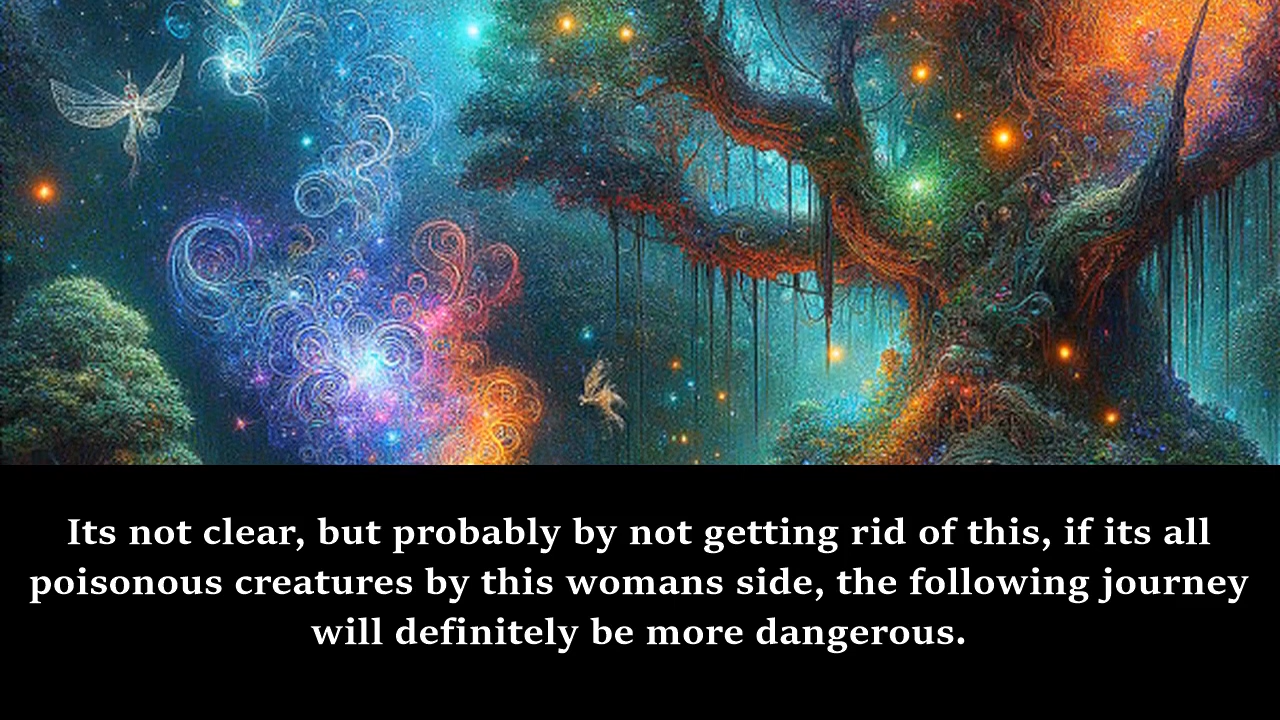 Its not clear, but probably by not getting rid of this, if its all
poisonous creatures by this womans side, the following journey
will definitely be more dangerous.